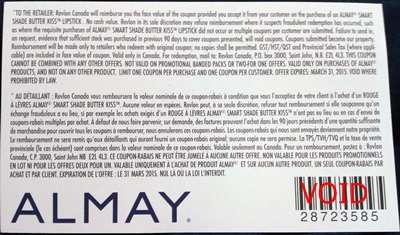 "TO THE RETAILER: Revlon Canada will reimburse you the face value of the coupon provided you accept it from your customer on the purchase of an ALMAY® SMART
SHADE BUTTER KISS™ LIPSTICK. No cash value. Revlon in its sole discretion may refuse reimbursement where it suspects fraudulent redemption has occurred, such
as where the requisite purchases of ALMAY® SMART SHADE BUTTER KISS™ LIPSTICK did not occur or multiple coupons per customer are submitted. Failure to send in,
as on request, evidence that sufficient stock was purchased in previous 90 days to cover coupons presented, will void coupons. Coupons submitted become our property.
Reimbursement will be made only to retailers who redeem with original coupon; no copies shall be permitted. GST/HST/QST and Provincial Sales Tax (where appli-
cable) are included in face value of coupon. Valid only in Canada. For redemption, mail to: Revlon Canada, P.O. Box 3000, Saint John, N.B. E2L 4L3. THIS COUPON
CANNOT BE COMBINED WITH ANY OTHER OFFERS. NOT VALID ON PROMOTIONAL BANDED PACKS OR TWO-FOR-ONE OFFERS. VALID ONLY ON PURCHASE OF ALMAY®
AND NOT ON ANY OTHER PRODUCT. LIMIT ONE COUPON PER PURCHASE AND ONE COUPON PER CUSTOMER. OFFER EXPIRES: MARCH 31, 2015. VOID WHERE
PROHIBITED BY LAW.
" AU DÉTAILLANT : Revlon Canada vous remboursera la valeur nominale de ce coupon-rabais à condition que vous l'acceptiez de votre client à l'achat d'un ROUGE
À LÈVRES ALMAY® SMART SHADE BUTTER KISS™. Aucune valeur en espèces. Revlon peut, à sa seule discrétion, refuser tout remboursement si elle soupçonne qu'un
échange frauduleux a eu lieu, si par exemple les achats exigés d'un ROUGE À LÈVRES ALMAY® SMART SHADE BUTTER KISS™ n'ont pas eu lieu ou en cas de multiples
coupons-rabais par achat. À défaut de nous faire parvenir, sur demande, des factures prouvant l'achat dans les 90 jours précédents d'une quantité suffisante
de marchandise pour couvrir tous les coupons à rembourser, nous annulerons ces coupons-rabais. Les coupons-rabais qui nous sont envoyés deviennent notre propriété.
Le remboursement ne sera remis qu'aux détaillants qui auront fourni un coupon-rabais original; aucune copie ne sera permise. La TPS/TVH/TVQ et la taxe de vente
provinciale (le cas échéant) sont comprises dans la valeur nominale de ce coupon-rabais. Valable seulement au Canada. Pour remboursement, postez à : Revlon
Canada, C.P. 3000, Saint John NB E2L 4L3. CE COUPON-RABAIS NE PEUT ÊTRE JUMELÉ À AUCUNE AUTRE OFFRE. NON VALABLE POUR LES PRODUITS PROMOTIONNELS
EN LOT NI POUR LES OFFRES DEUX POUR UN. VALABLE UNIQUEMENT À L'ACHAT DE PRODUIT ALMAY® ET SUR AUCUN AUTRE PRODUIT. UN SEUL COUPON-RABAIS PAR
ACHAT ET PAR CLIENT. EXPIRATION DE L'OFFRE : LE 31 MARS 2015. NUL LÀ OÙ LA LOI L'INTERDIT.
ALMAY®
VOID
28723585